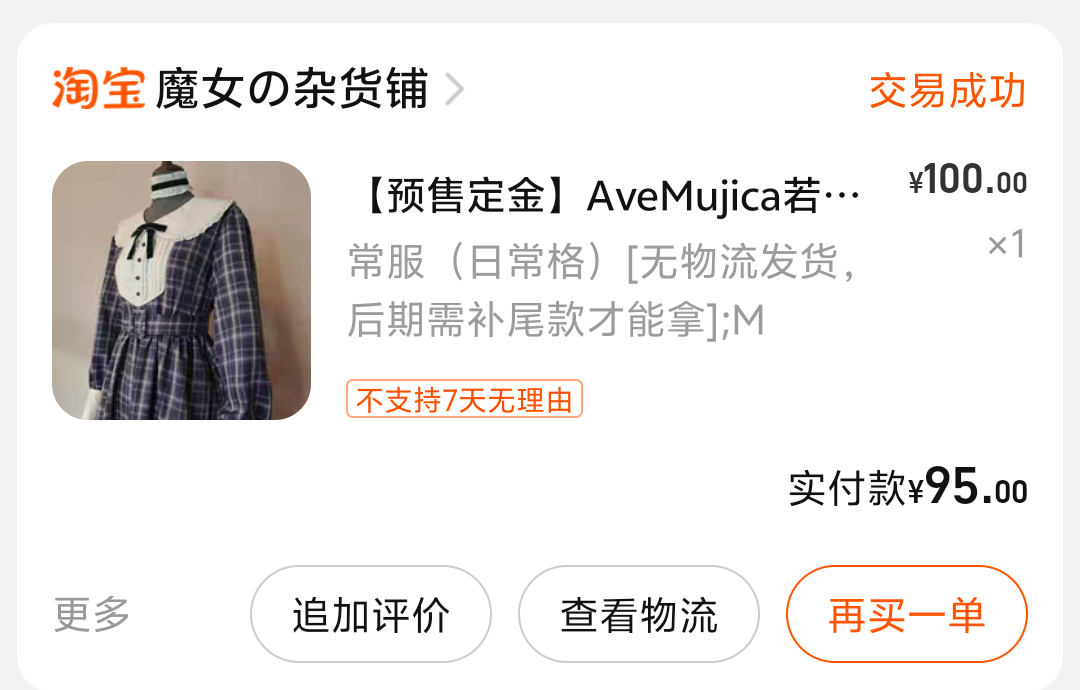 淘宝 魔女の杂货铺
交易成功
【预售定金】AveMujica若…
¥100.00
常服（日常格）[无物流发货，
×1
后期需补尾款才能拿];M
不支持7天无理由
实付款¥95.00
更多
追加评价
查看物流
再买一单